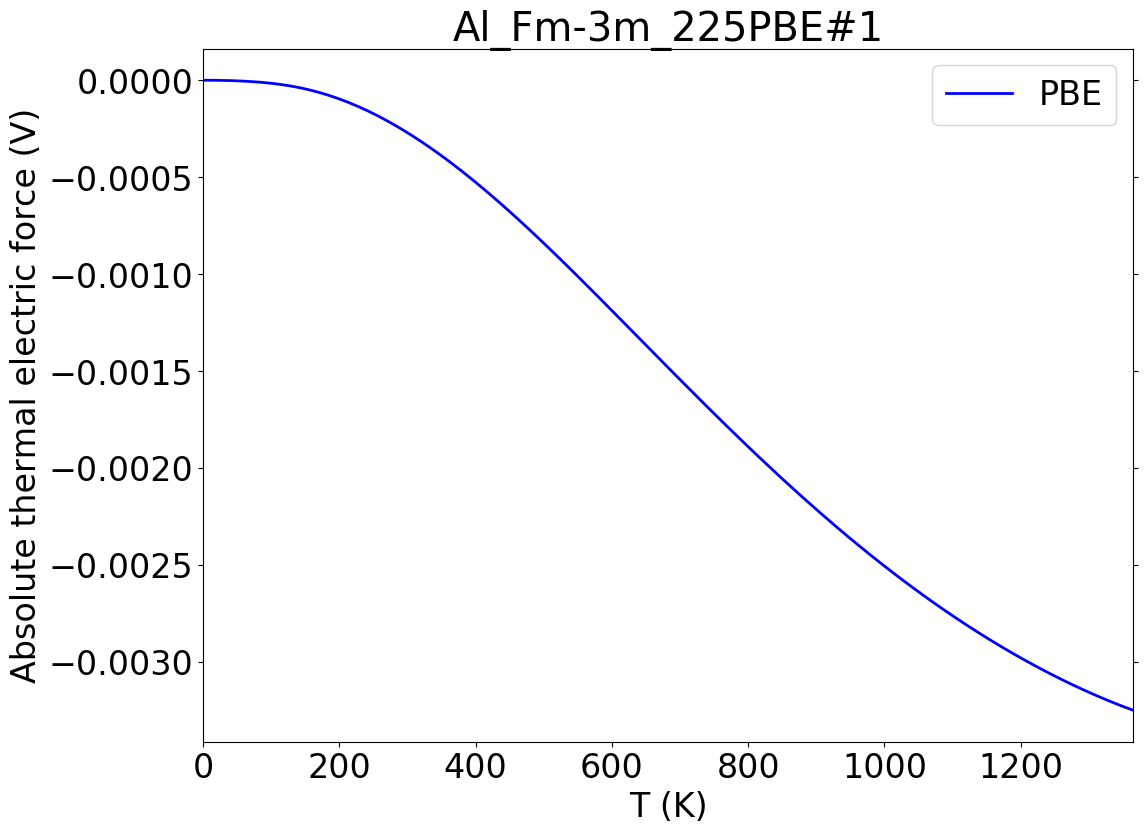 Al_Fm-3m_225PBE#1
PBE
Absolute thermal electric force (V)
0.0000
−0.0005
−0.0010
−0.0015
−0.0020
−0.0025
−0.0030
0 200 400 600 800 1000 1200
T (K)